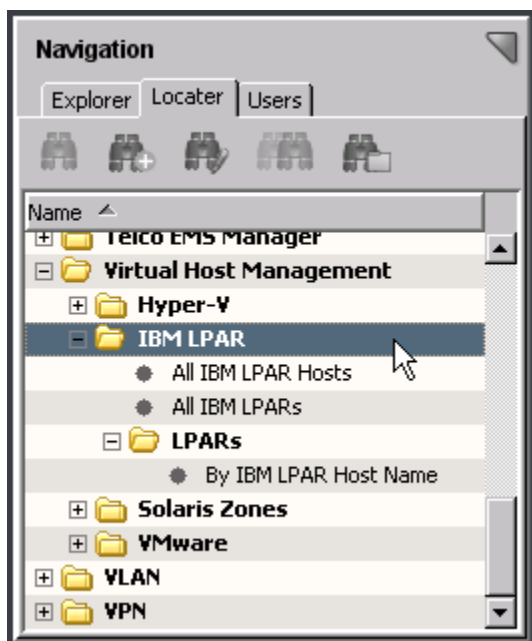 Navigation
Explorer Locater Users
Name
Telco EMS Manager
Virtual Host Management
Hyper-V
IBM LPAR
All IBM LPAR Hosts
All IBM LPARs
LPARs
By IBM LPAR Host Name
Solaris Zones
VMware
VLAN
VPN